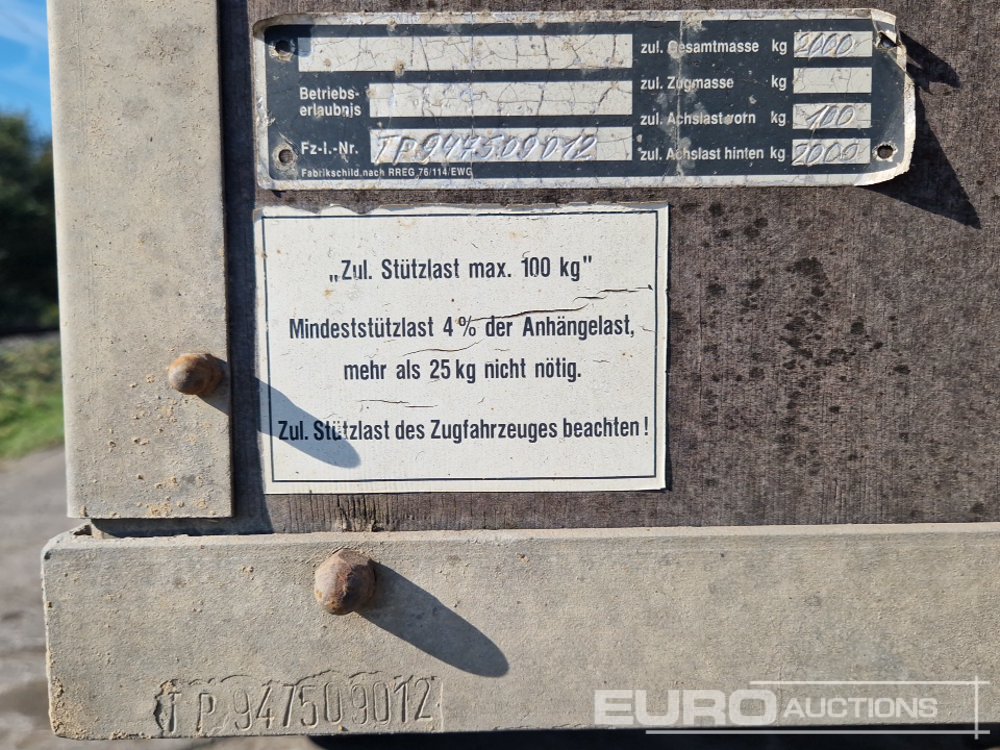 zul. Gesamtmasse kg 2000
Betriebs-
erlaubnis
zul. Zugmasse kg
zul. Achslast vorn kg 100
Fz-i.-Nr. TP947509012
zul. Achslast hinten kg 2000
Fabrikschild nach RREG 76/114/EWG
„Zul. Stützlast max. 100 kg"
Mindeststützlast 4% der Anhängelast,
mehr als 25 kg nicht nötig.
Zul. Stützlast des Zugfahrzeuges beachten!
TP947509012
EURO AUCTIONS